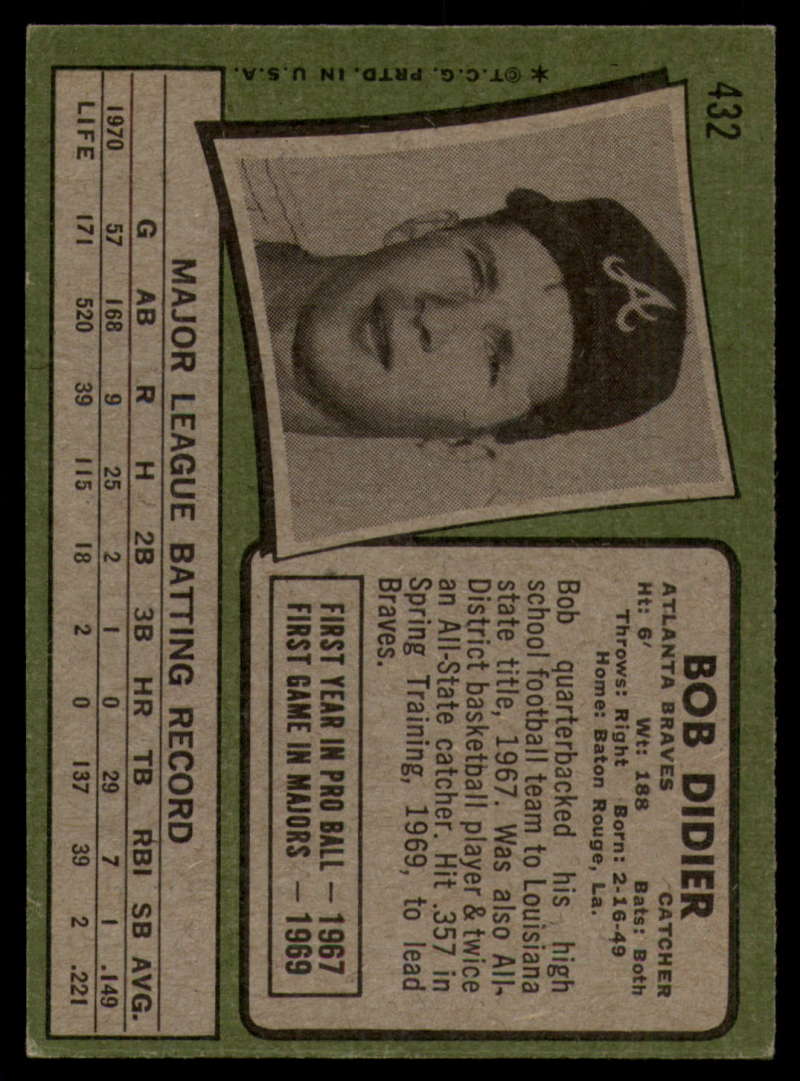 432
A
✶ ©T.C.G. PRTD. IN U.S.A.
BOB DIDIER
ATLANTA BRAVES CATCHER
Ht: 6′ Wt: 188 Bats: Both
Throws: Right Born: 2-16-49
Home: Baton Rouge, La.
Bob quarterbacked his high
school football team to Louisiana
state title, 1967. Was also All-
District basketball player & twice
an All-State catcher. Hit .357 in
Spring Training, 1969, to lead
Braves.
FIRST YEAR IN PRO BALL — 1967
FIRST GAME IN MAJORS — 1969
MAJOR LEAGUE BATTING RECORD
G AB R H 2B 3B HR TB RBI SB AVG.
1970 57 168 9 25 2 1 0 29 7 1 .149
LIFE 171 520 39 115 18 2 0 137 39 2 .221